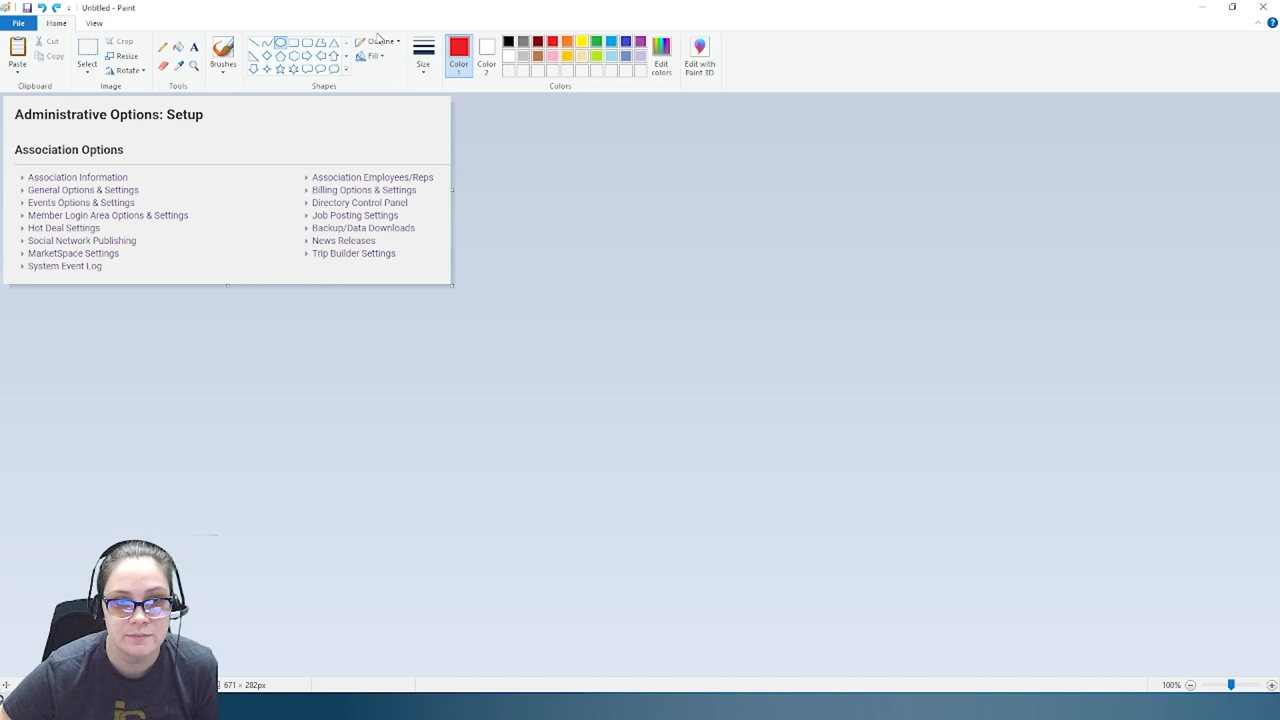 Untitled - Paint
File Home View
Paste
Cut
Copy
Clipboard
Select
Crop
Resize
Rotate
Image
Tools
Brushes
Shapes
Outline
Fill
Size
Color 1
Color 2
Colors
Edit colors
Edit with Paint 3D
Administrative Options: Setup
Association Options
Association Information
General Options & Settings
Events Options & Settings
Member Login Area Options & Settings
Hot Deal Settings
Social Network Publishing
MarketSpace Settings
System Event Log
Association Employees/Reps
Billing Options & Settings
Directory Control Panel
Job Posting Settings
Backup/Data Downloads
News Releases
Trip Builder Settings
671 × 282px
100%